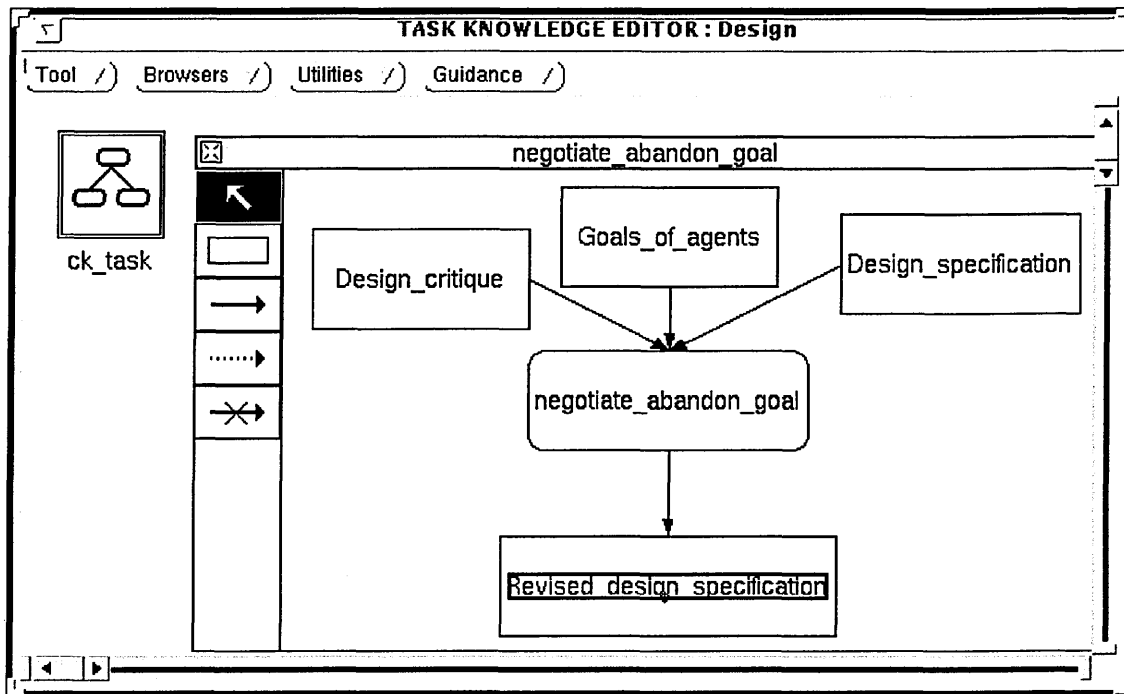 TASK KNOWLEDGE EDITOR : Design
Tool Browsers Utilities Guidance
ck_task
negotiate_abandon_goal
Goals_of_agents
Design_critique
Design_specification
negotiate_abandon_goal
Revised_design_specification